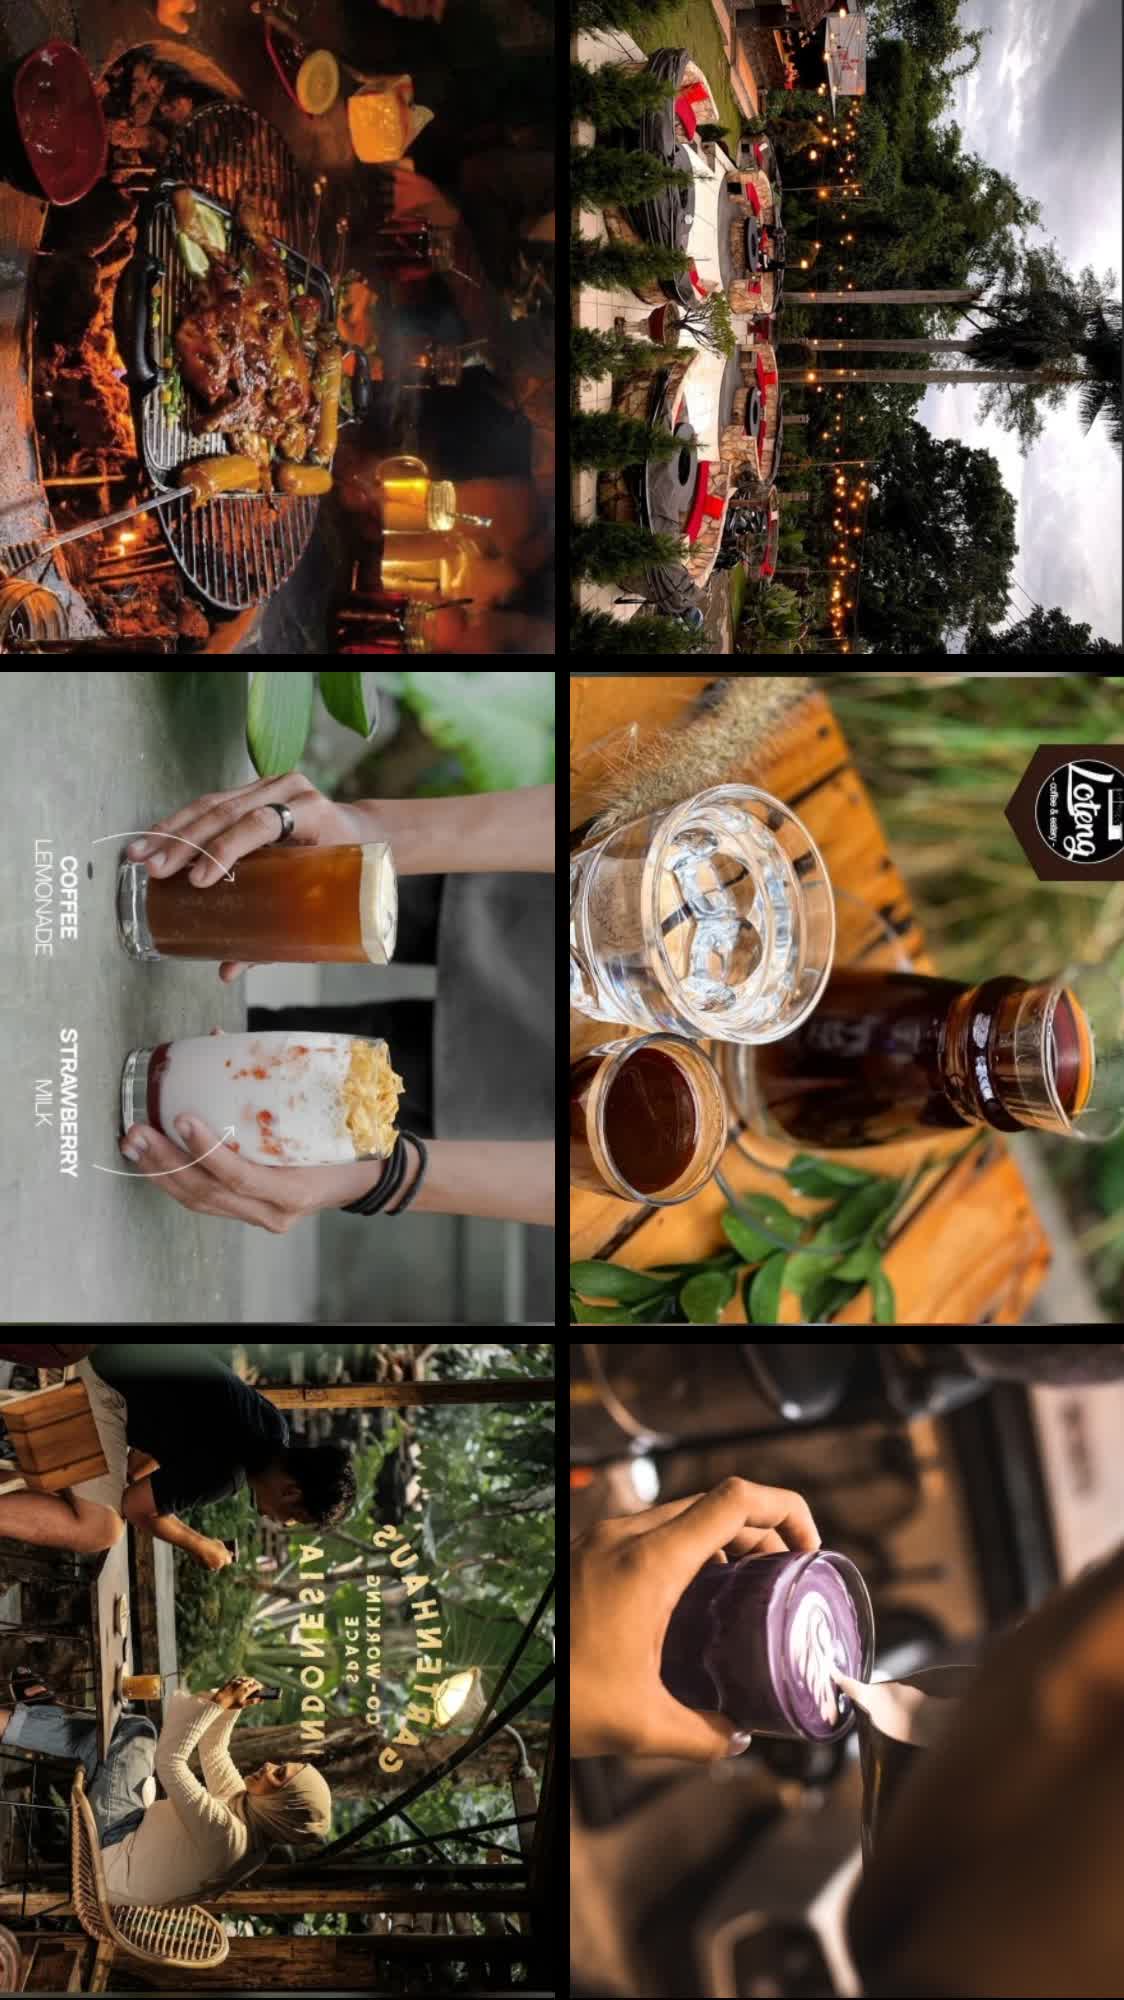 Loteng
- coffee & eatery -
GARTENHAUS
CO-WORKING
SPACE
INDONESIA
COFFEE
LEMONADE
STRAWBERRY
MILK